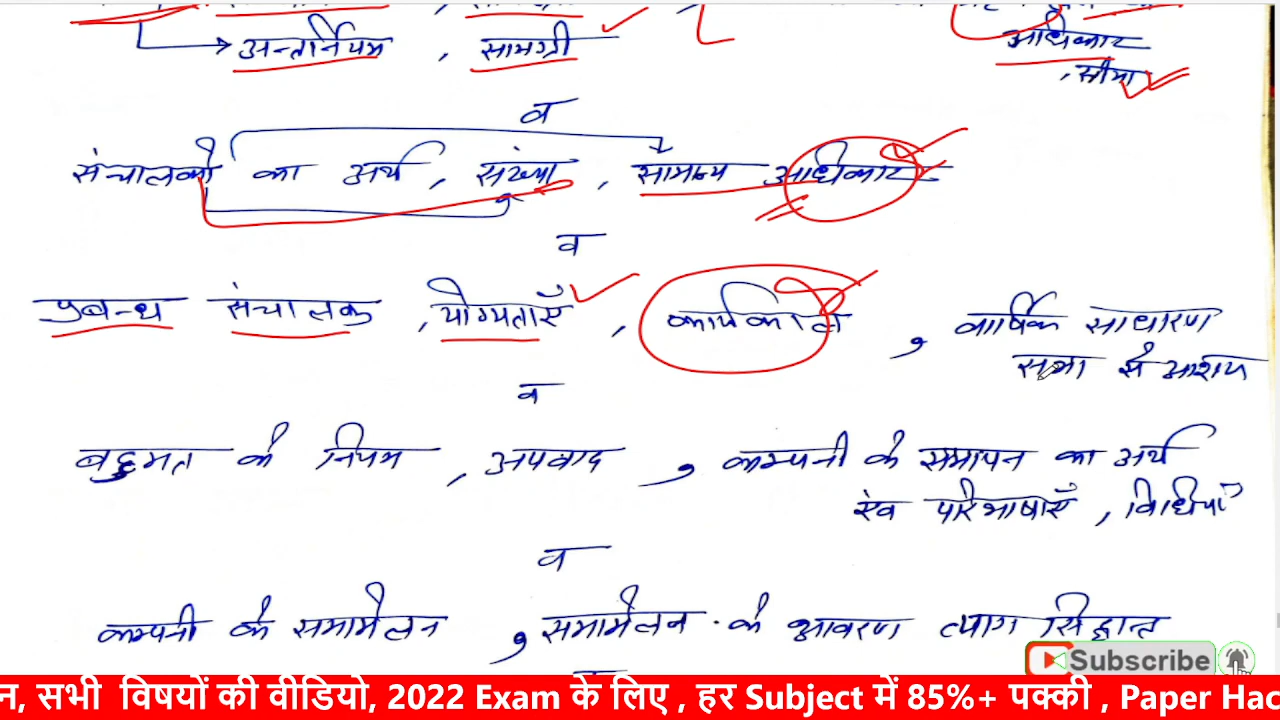 अन्तर्नियम , सामग्री
अधिकार
, सीमा
व
संचालकों का अर्थ , संख्या , सामान्य अधिकार
व
प्रबन्ध संचालक , योग्यताएँ , कार्यकाल , वार्षिक साधारण
सभा से आशय
व
बहुमत के नियम , अपवाद , कम्पनी के समापन का अर्थ
एंव परिभाषाएँ , विधियाँ
व
कम्पनी के समामेलन , समामेलन के आवरण त्याग सिद्धान्त
Subscribe
न, सभी विषयों की वीडियो, 2022 Exam के लिए , हर Subject में 85%+ पक्की , Paper Hac